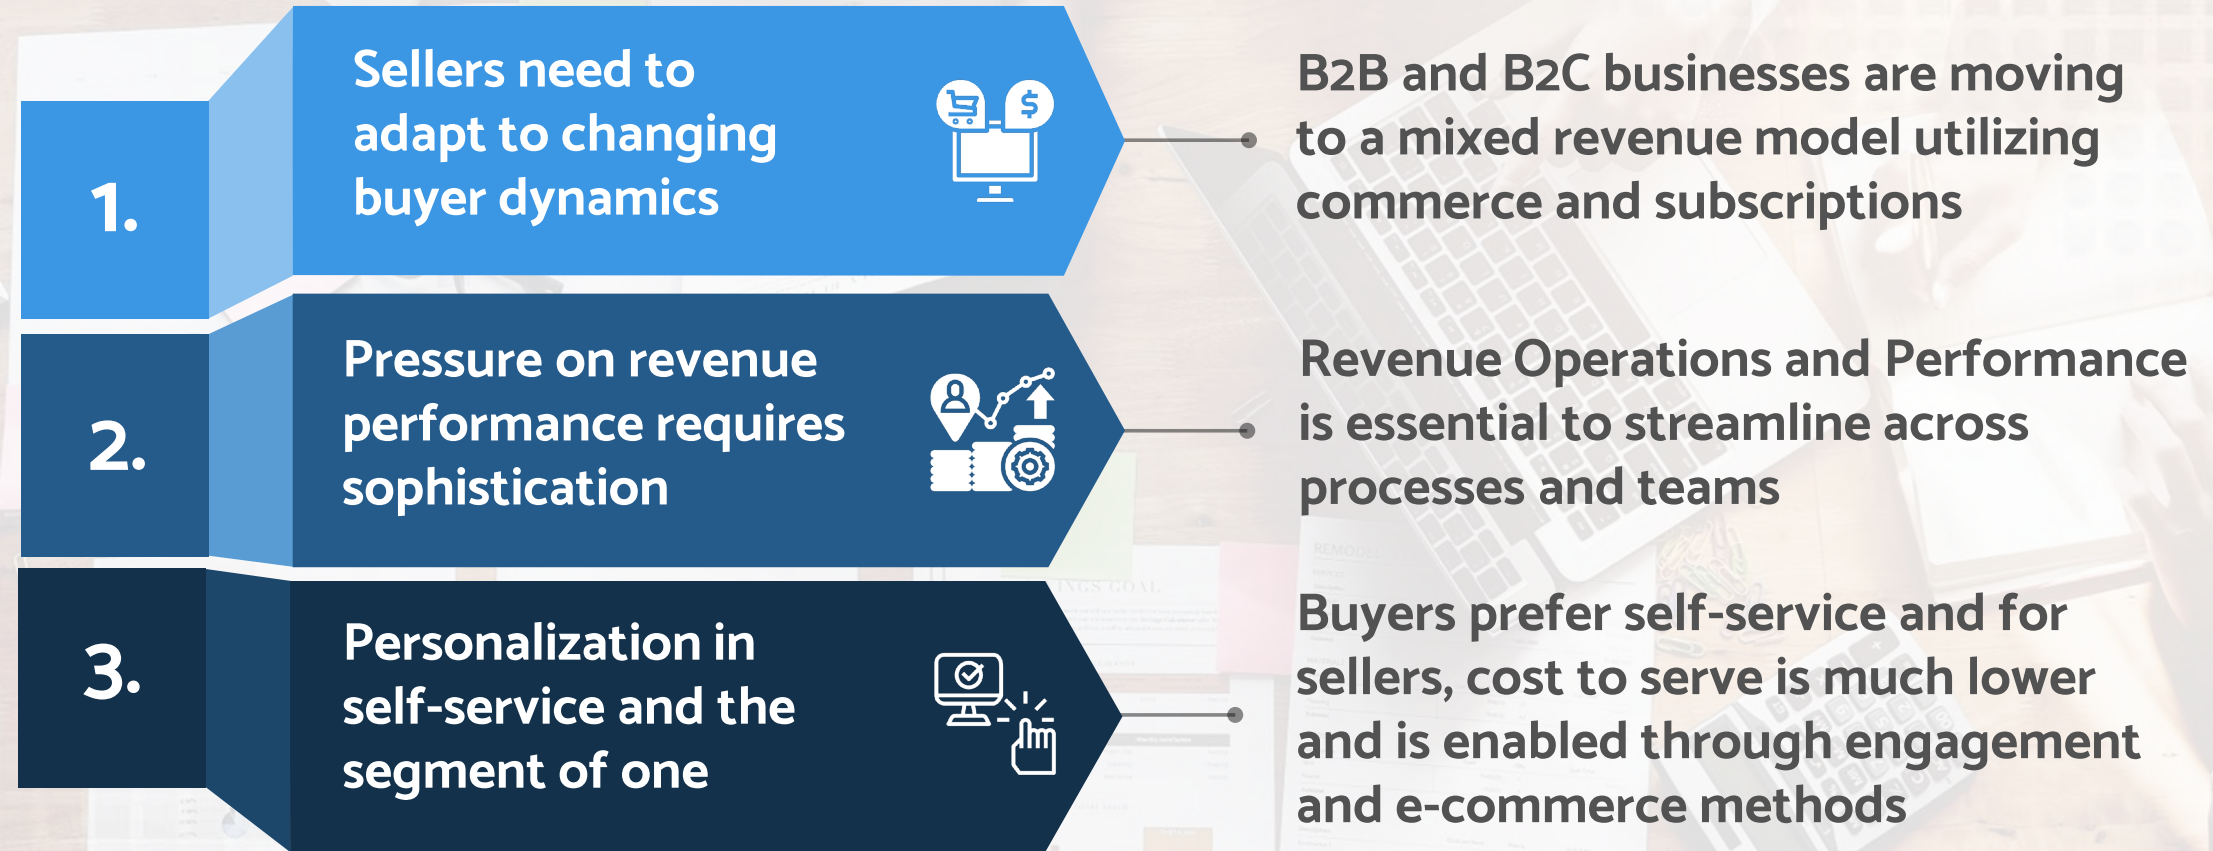 1.
Sellers need to
adapt to changing
buyer dynamics
$
B2B and B2C businesses are moving
to a mixed revenue model utilizing
commerce and subscriptions
2.
Pressure on revenue
performance requires
sophistication
Revenue Operations and Performance
is essential to streamline across
processes and teams
3.
Personalization in
self-service and the
segment of one
Buyers prefer self-service and for
sellers, cost to serve is much lower
and is enabled through engagement
and e-commerce methods
GOAL